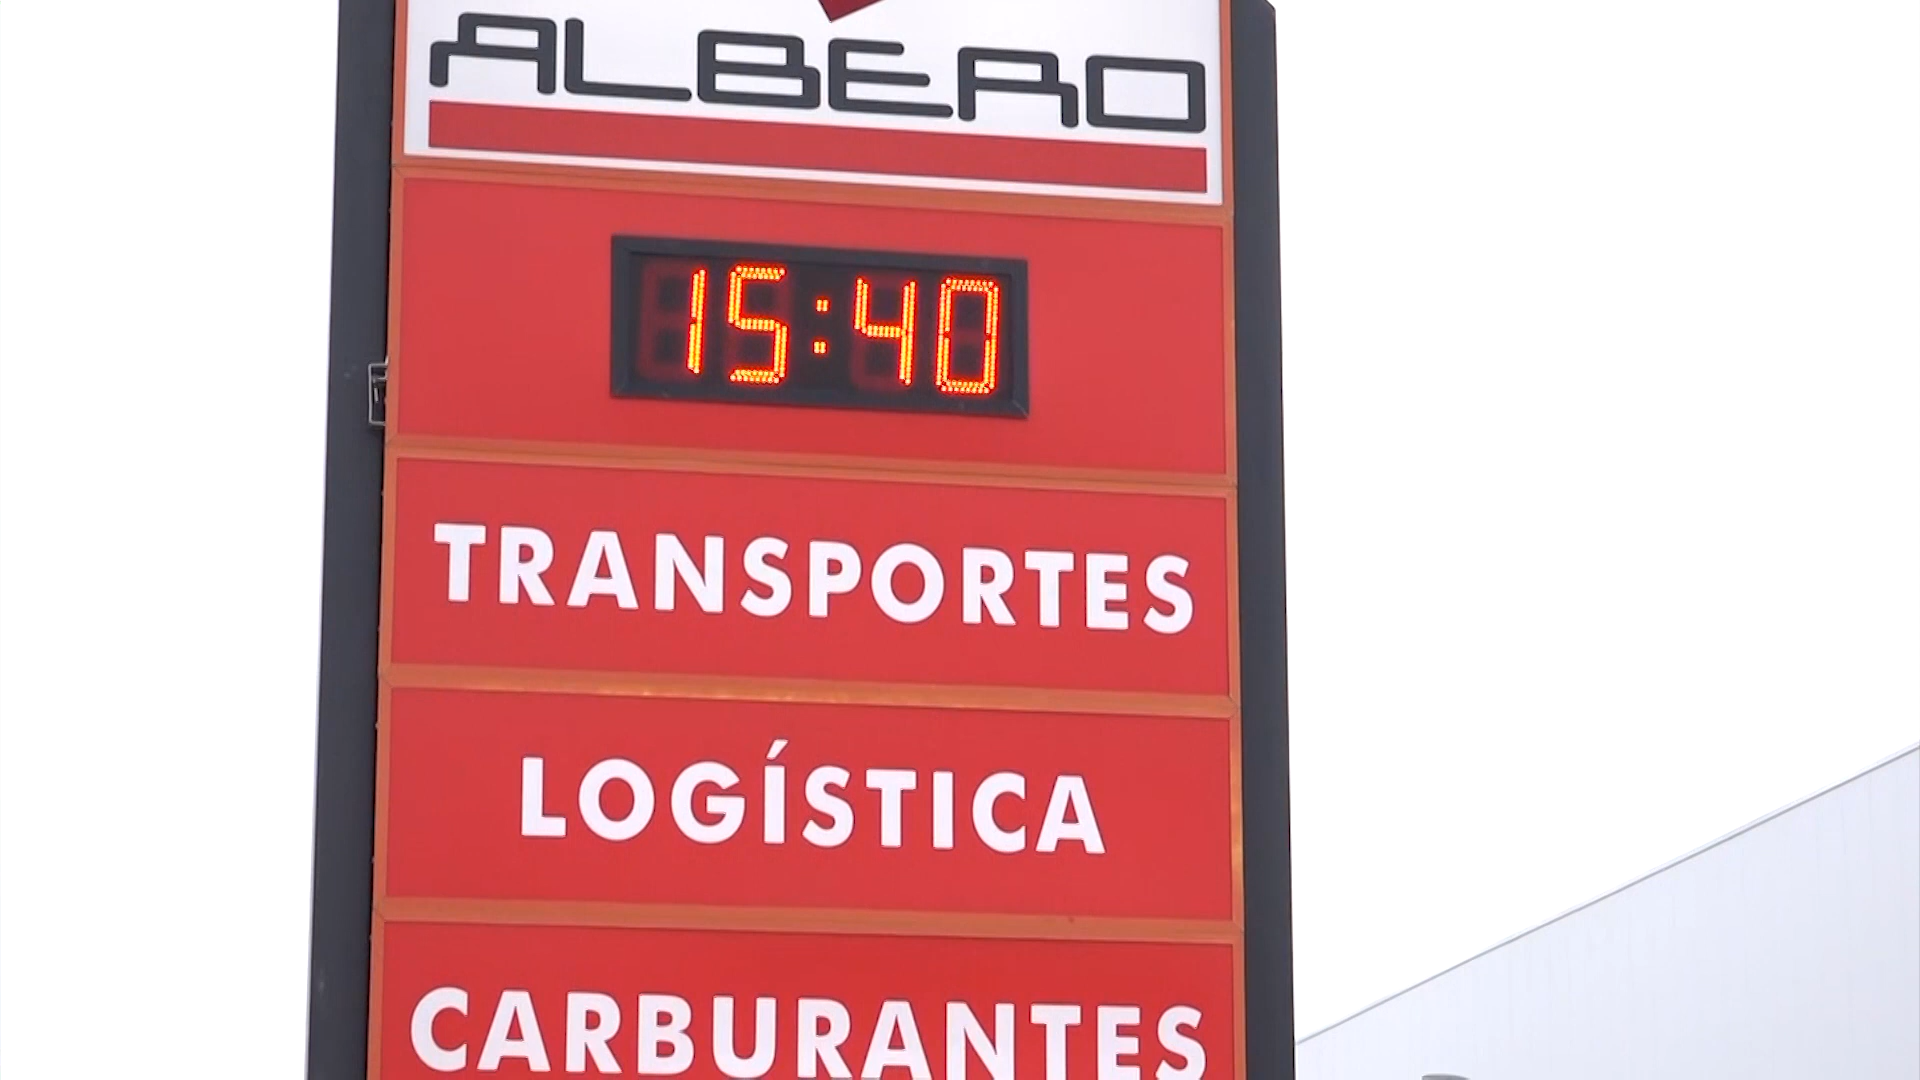 ALBERO
15:40
TRANSPORTES
LOGÍSTICA
CARBURANTES